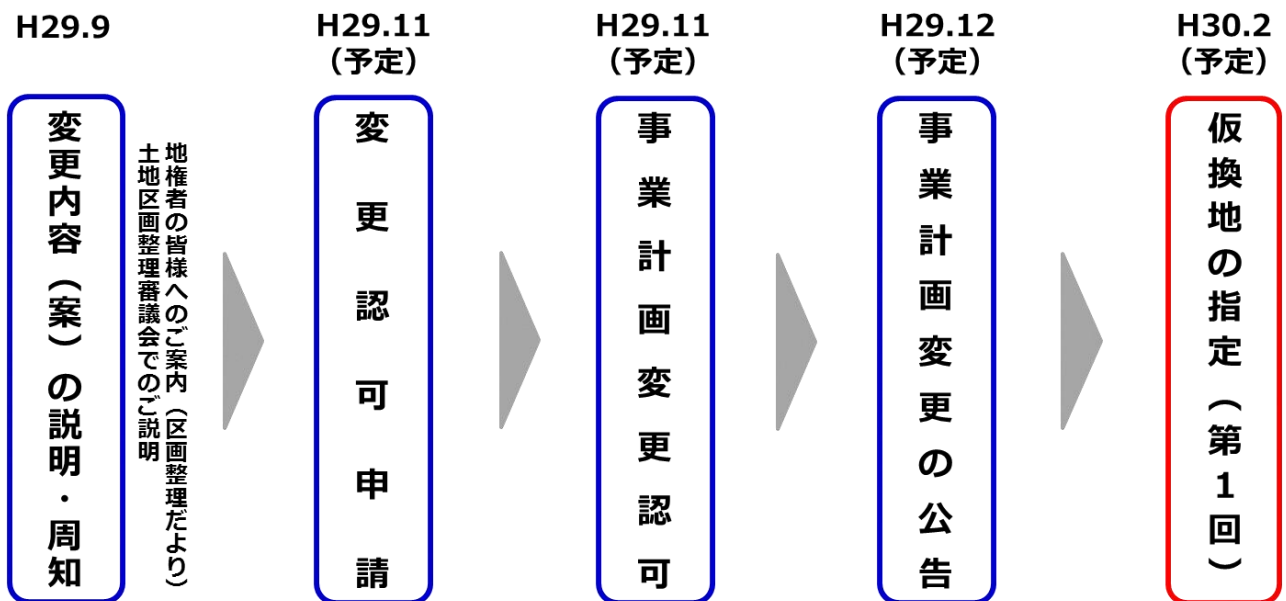 H29.9
変更内容（案）の説明・周知
地権者の皆様へのご案内（区画整理だより）
土地区画整理審議会でのご説明
H29.11
（予定）
変更認可申請
H29.11
（予定）
事業計画変更認可
H29.12
（予定）
事業計画変更の公告
H30.2
（予定）
仮換地の指定（第1回）